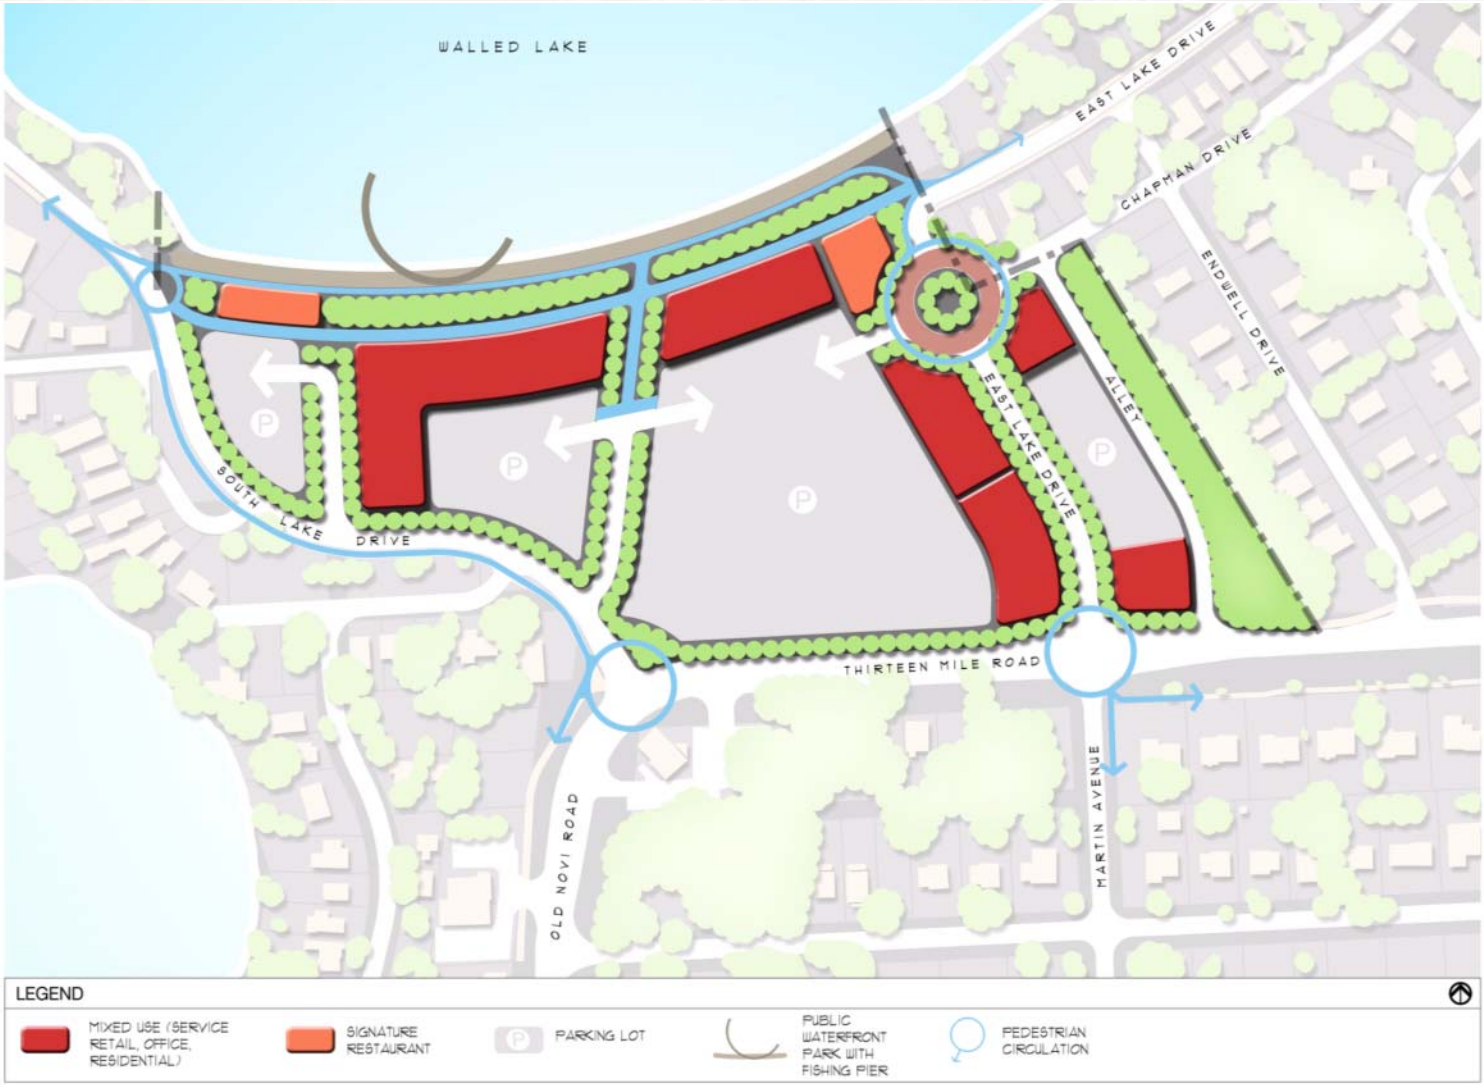 WALLED LAKE
EAST LAKE DRIVE
CHAPMAN DRIVE
ENDWELL DRIVE
ALLEY
EAST LAKE DRIVE
P
P
P
P
SOUTH LAKE DRIVE
THIRTEEN MILE ROAD
MARTIN AVENUE
OLD NOVI ROAD
LEGEND
MIXED USE (SERVICE
RETAIL, OFFICE,
RESIDENTIAL)
SIGNATURE
RESTAURANT
P
PARKING LOT
PUBLIC
WATERFRONT
PARK WITH
FISHING PIER
PEDESTRIAN
CIRCULATION